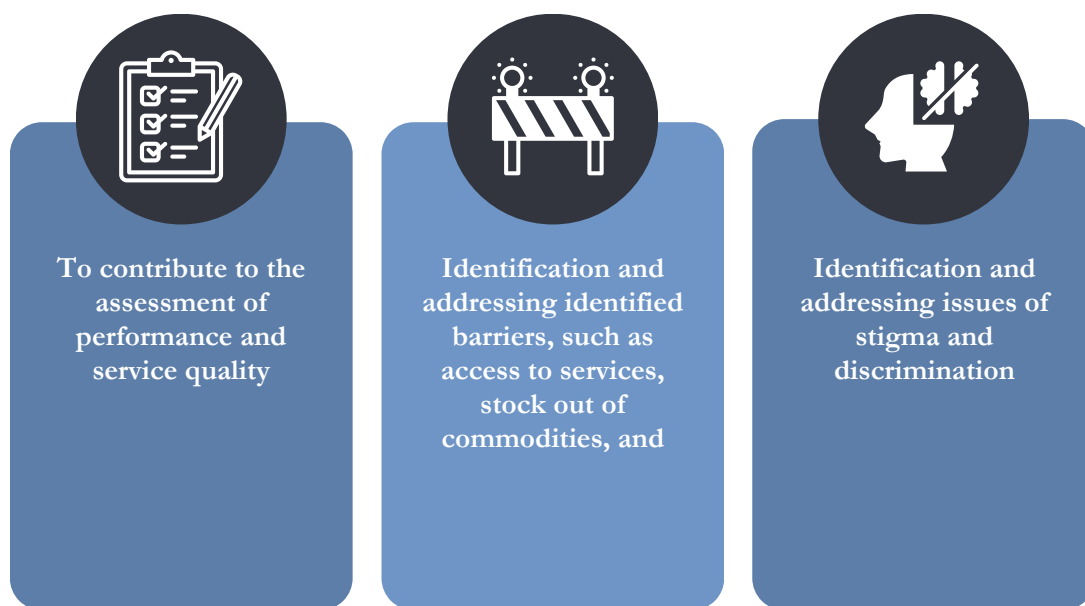 To contribute to the
assessment of
performance and
service quality
Identification and
addressing identified
barriers, such as
access to services,
stock out of
commodities, and
Identification and
addressing issues of
stigma and
discrimination